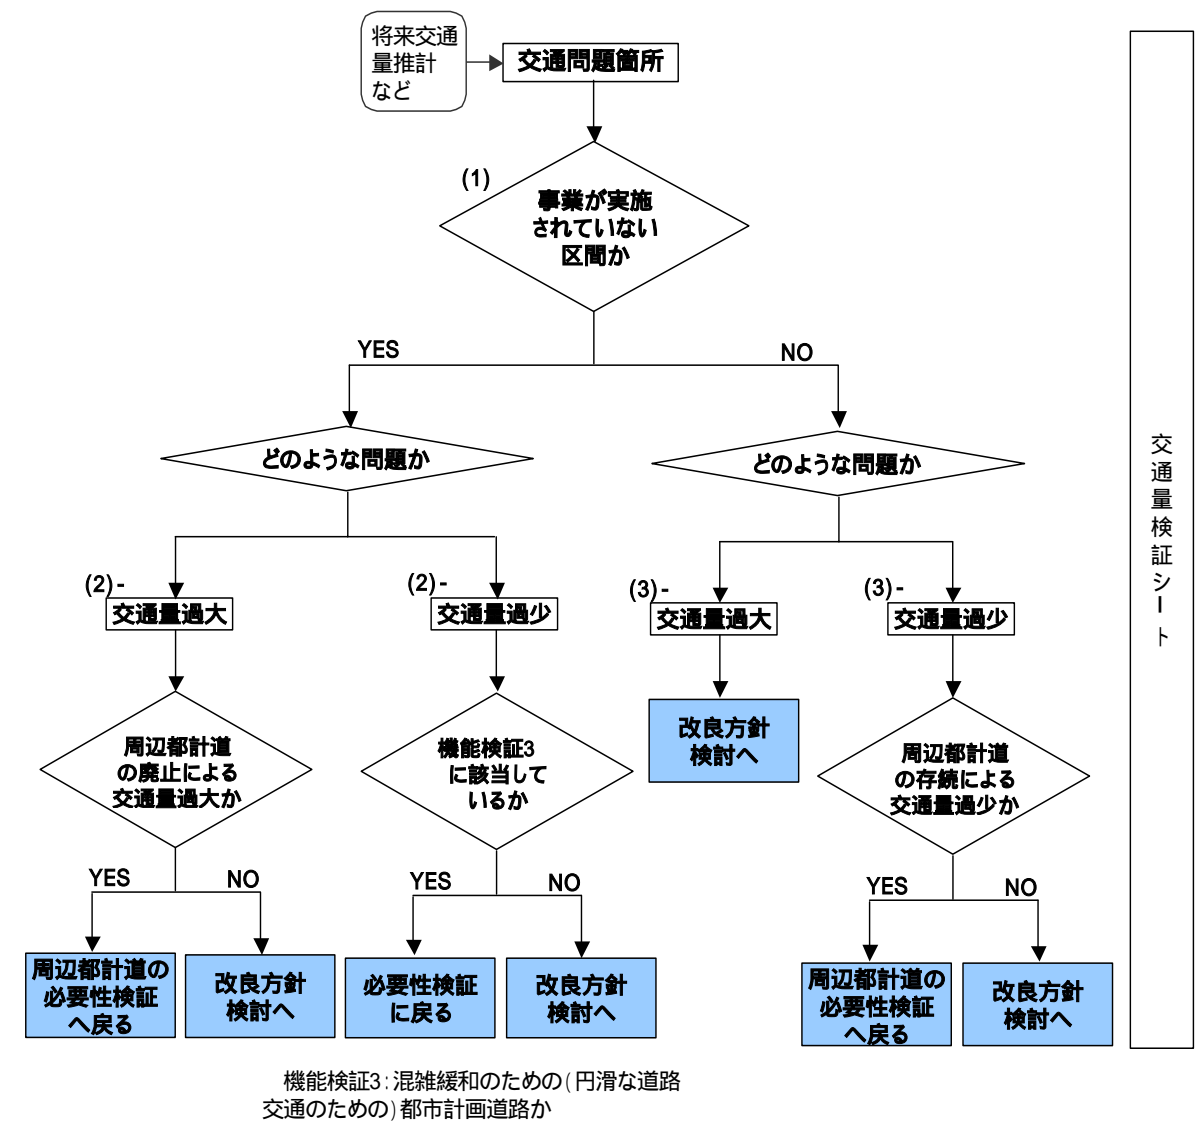 将来交通
量推計
など
交通問題箇所
(1)
事業が実施
されていない
区間か
YES
NO
どのような問題か
どのような問題か
(2)-
交通量過大
(2)-
交通量過少
(3)-
交通量過大
(3)-
交通量過少
周辺都計道
の廃止による
交通量過大か
機能検証3
に該当して
いるか
改良方針
検討へ
周辺都計道
の存続による
交通量過少か
YES
NO
YES
NO
YES
NO
周辺都計道の
必要性検証
へ戻る
改良方針
検討へ
必要性検証
に戻る
改良方針
検討へ
周辺都計道の
必要性検証
へ戻る
改良方針
検討へ
交通量検証シート
機能検証3:混雑緩和のための(円滑な道路
交通のための)都市計画道路か